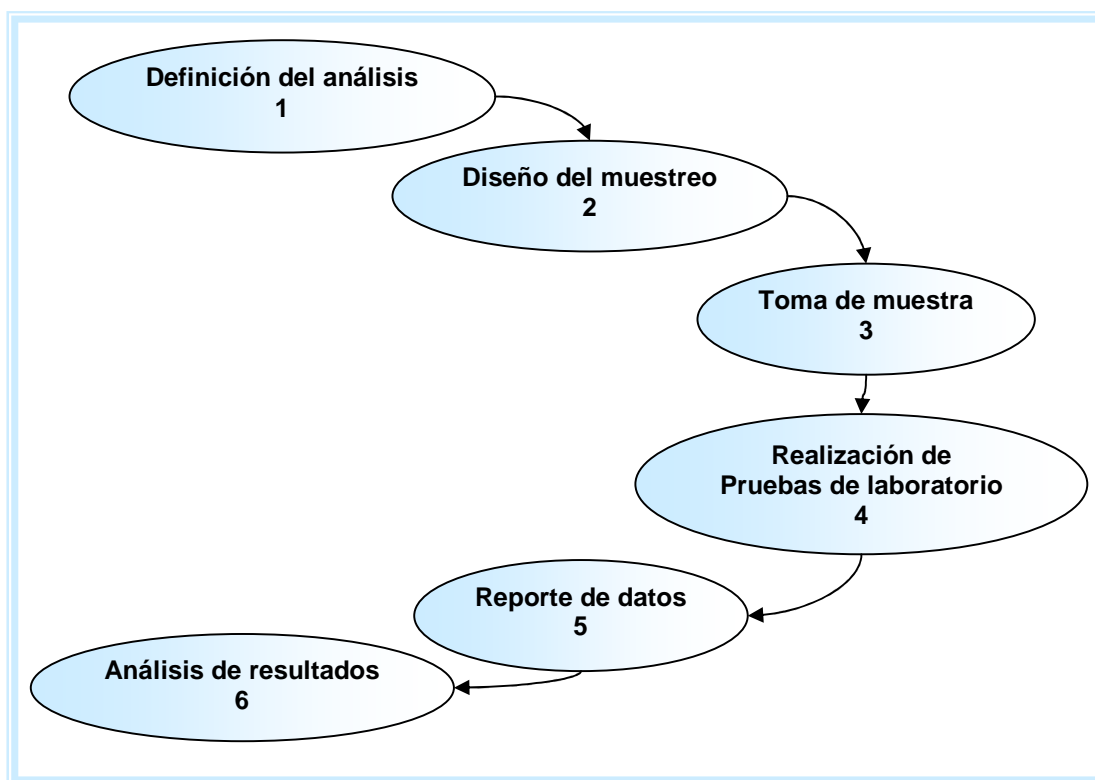 Definición del análisis
1
Diseño del muestreo
2
Toma de muestra
3
Realización de
Pruebas de laboratorio
4
Reporte de datos
5
Análisis de resultados
6